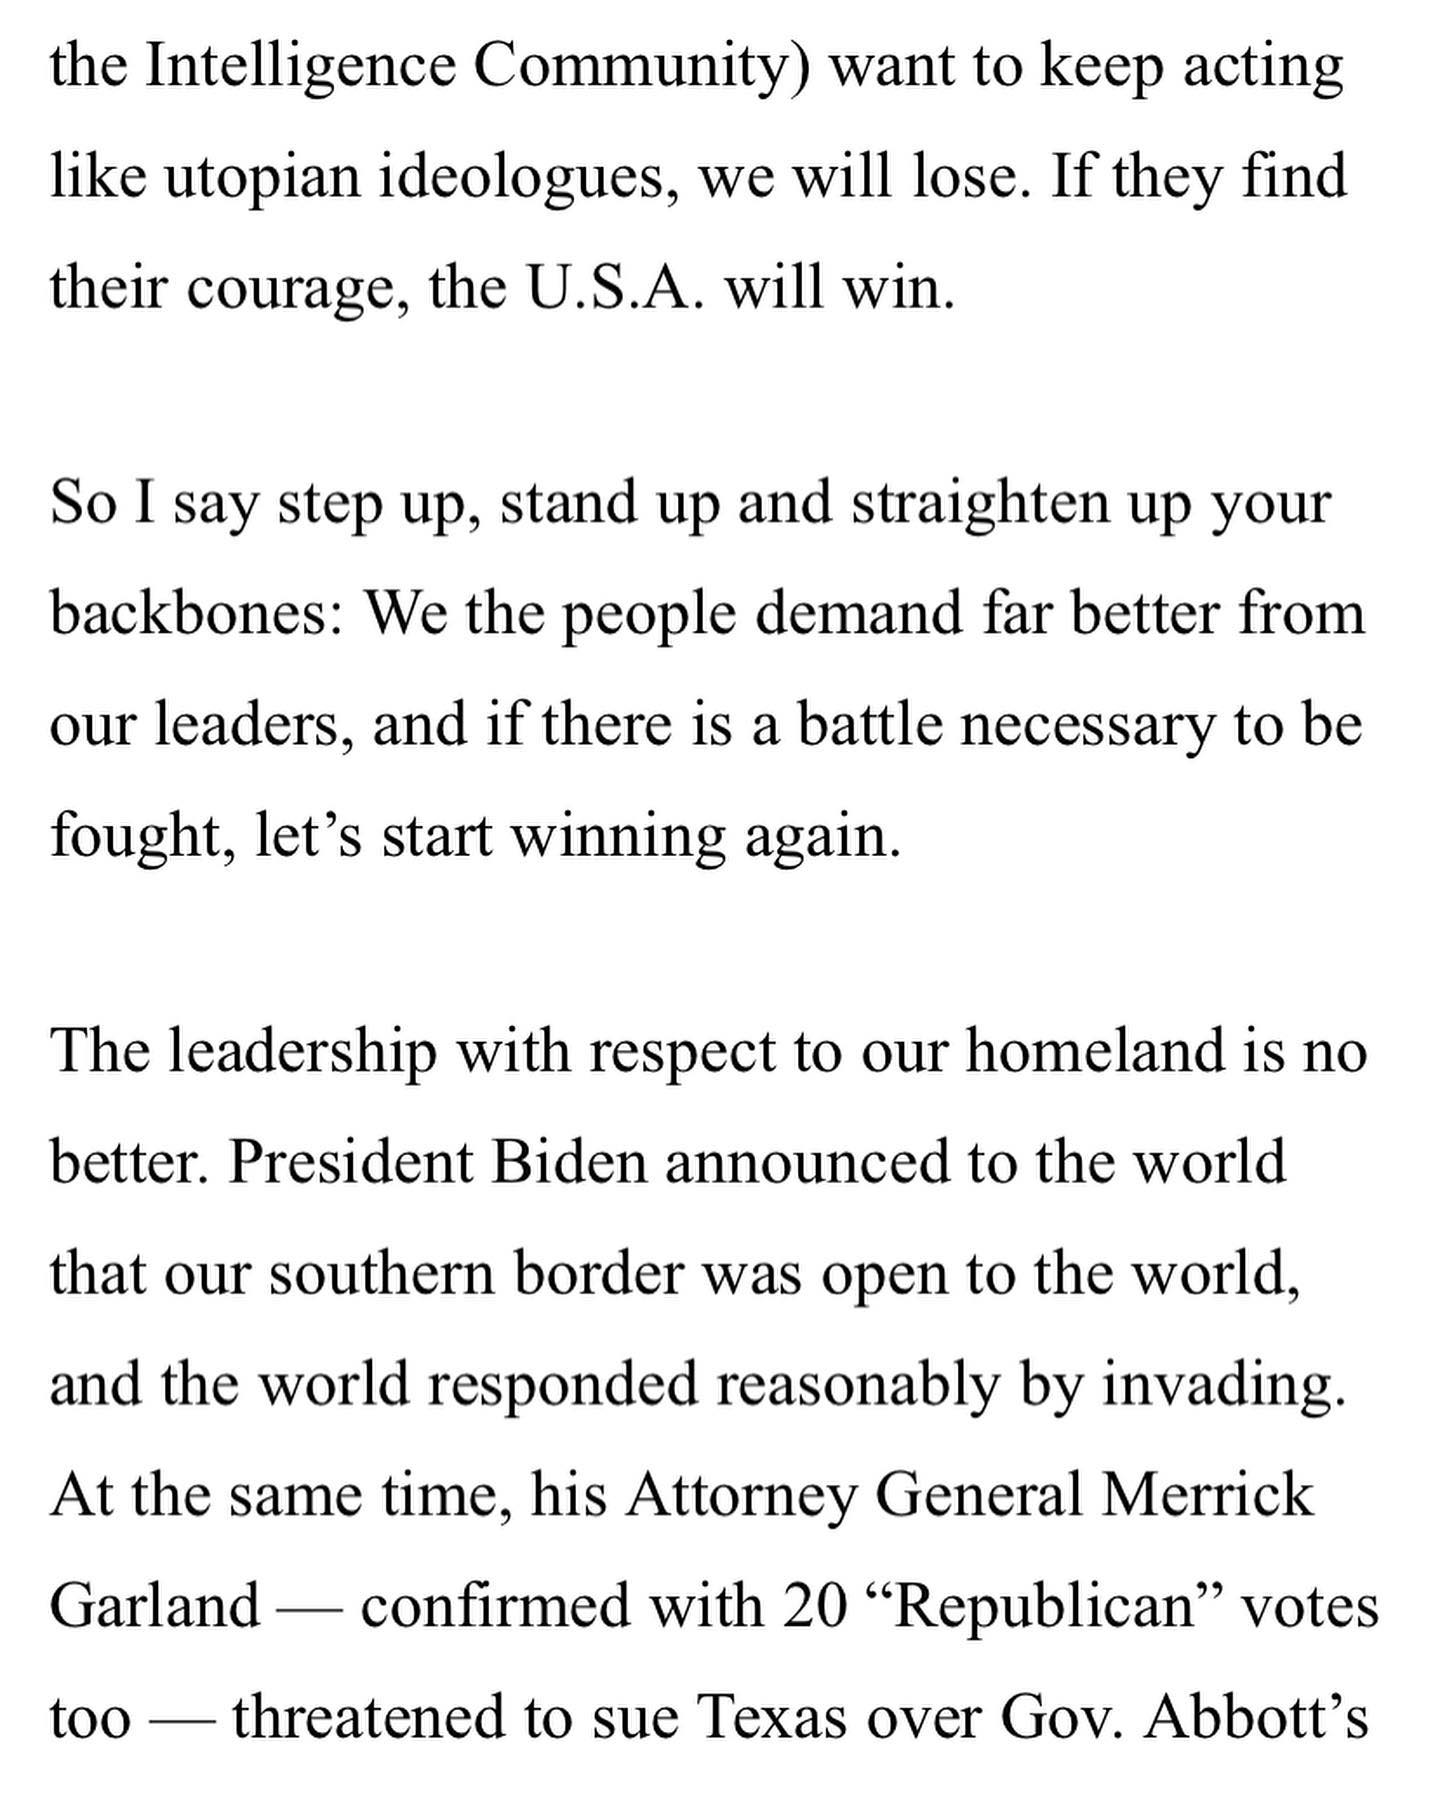 the Intelligence Community) want to keep acting
like utopian ideologues, we will lose. If they find
their courage, the U.S.A. will win.
So I say step up, stand up and straighten up your
backbones: We the people demand far better from
our leaders, and if there is a battle necessary to be
fought, let’s start winning again.
The leadership with respect to our homeland is no
better. President Biden announced to the world
that our southern border was open to the world,
and the world responded reasonably by invading.
At the same time, his Attorney General Merrick
Garland — confirmed with 20 “Republican” votes
too — threatened to sue Texas over Gov. Abbott’s